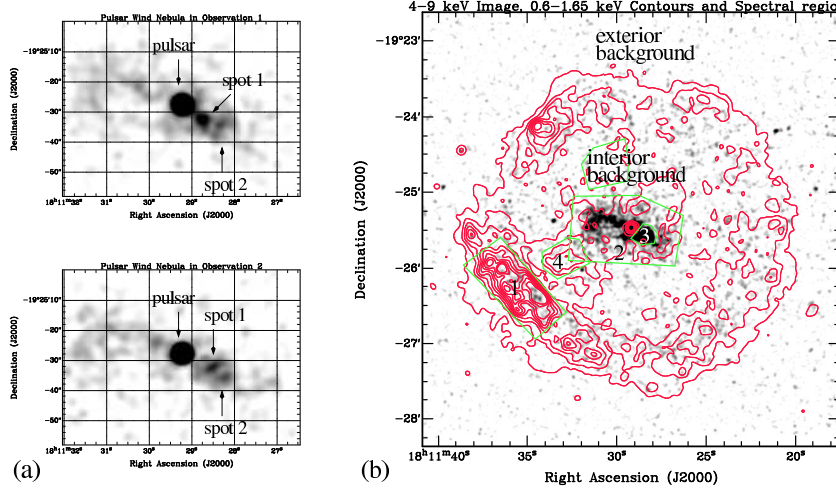 Pulsar Wind Nebula in Observation 1
pulsar
spot 1
spot 2
-19°25'10"
-20"
-30"
-40"
-50"
Declination (J2000)
18ʰ11ᵐ32ˢ
31ˢ
30ˢ
29ˢ
28ˢ
27ˢ
Right Ascension (J2000)
Pulsar Wind Nebula in Observation 2
pulsar
spot 1
spot 2
-19°25'10"
-20"
-30"
-40"
-50"
Declination (J2000)
18ʰ11ᵐ32ˢ
31ˢ
30ˢ
29ˢ
28ˢ
27ˢ
Right Ascension (J2000)
(a)
4-9 keV Image, 0.6-1.65 keV Contours and Spectral regio
exterior
background
interior
background
1
2
3
4
-19°23'
-24'
-25'
-26'
-27'
-28'
Declination (J2000)
18ʰ11ᵐ40ˢ
35ˢ
30ˢ
25ˢ
20ˢ
Right Ascension (J2000)
(b)